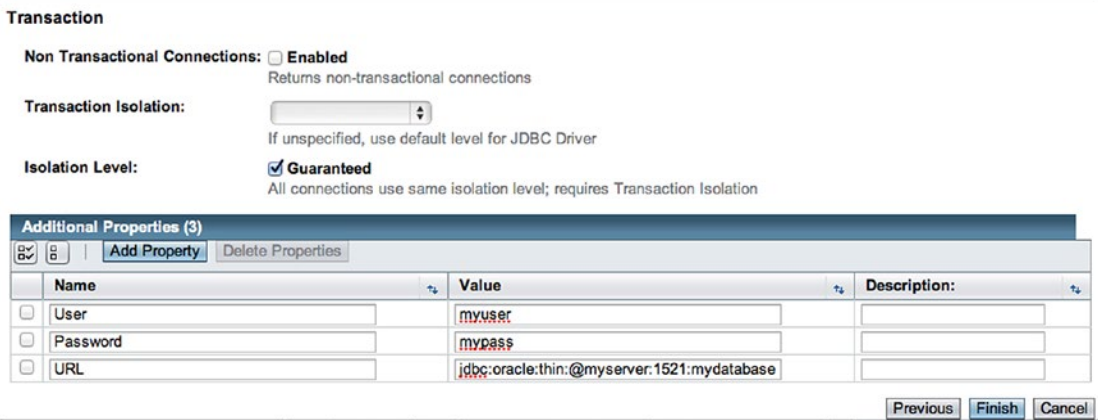 Transaction
Non Transactional Connections: Enabled
Returns non-transactional connections
Transaction Isolation:
If unspecified, use default level for JDBC Driver
Isolation Level: Guaranteed
All connections use same isolation level; requires Transaction Isolation
Additional Properties (3)
Add Property Delete Properties
Name Value Description:
User myuser
Password mypass
URL jdbc:oracle:thin:@myserver:1521:mydatabase
Previous Finish Cancel